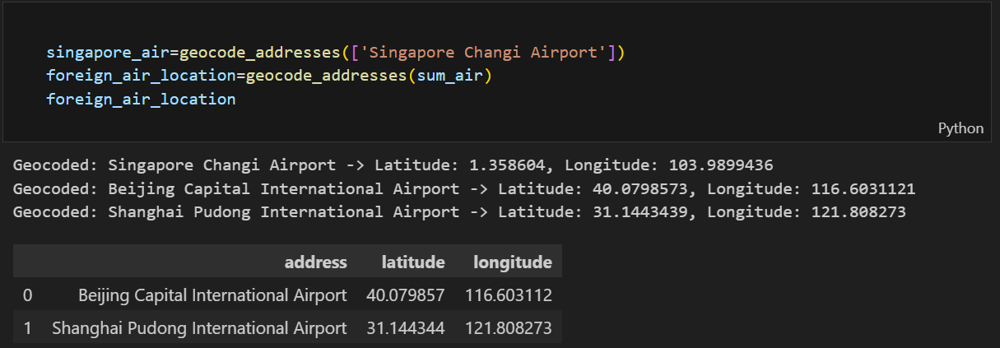 singapore_air=geocode_addresses(['Singapore Changi Airport'])
foreign_air_location=geocode_addresses(sum_air)
foreign_air_location
Python
Geocoded: Singapore Changi Airport -> Latitude: 1.358604, Longitude: 103.9899436
Geocoded: Beijing Capital International Airport -> Latitude: 40.0798573, Longitude: 116.6031121
Geocoded: Shanghai Pudong International Airport -> Latitude: 31.1443439, Longitude: 121.808273
address latitude longitude
0 Beijing Capital International Airport 40.079857 116.603112
1 Shanghai Pudong International Airport 31.144344 121.808273